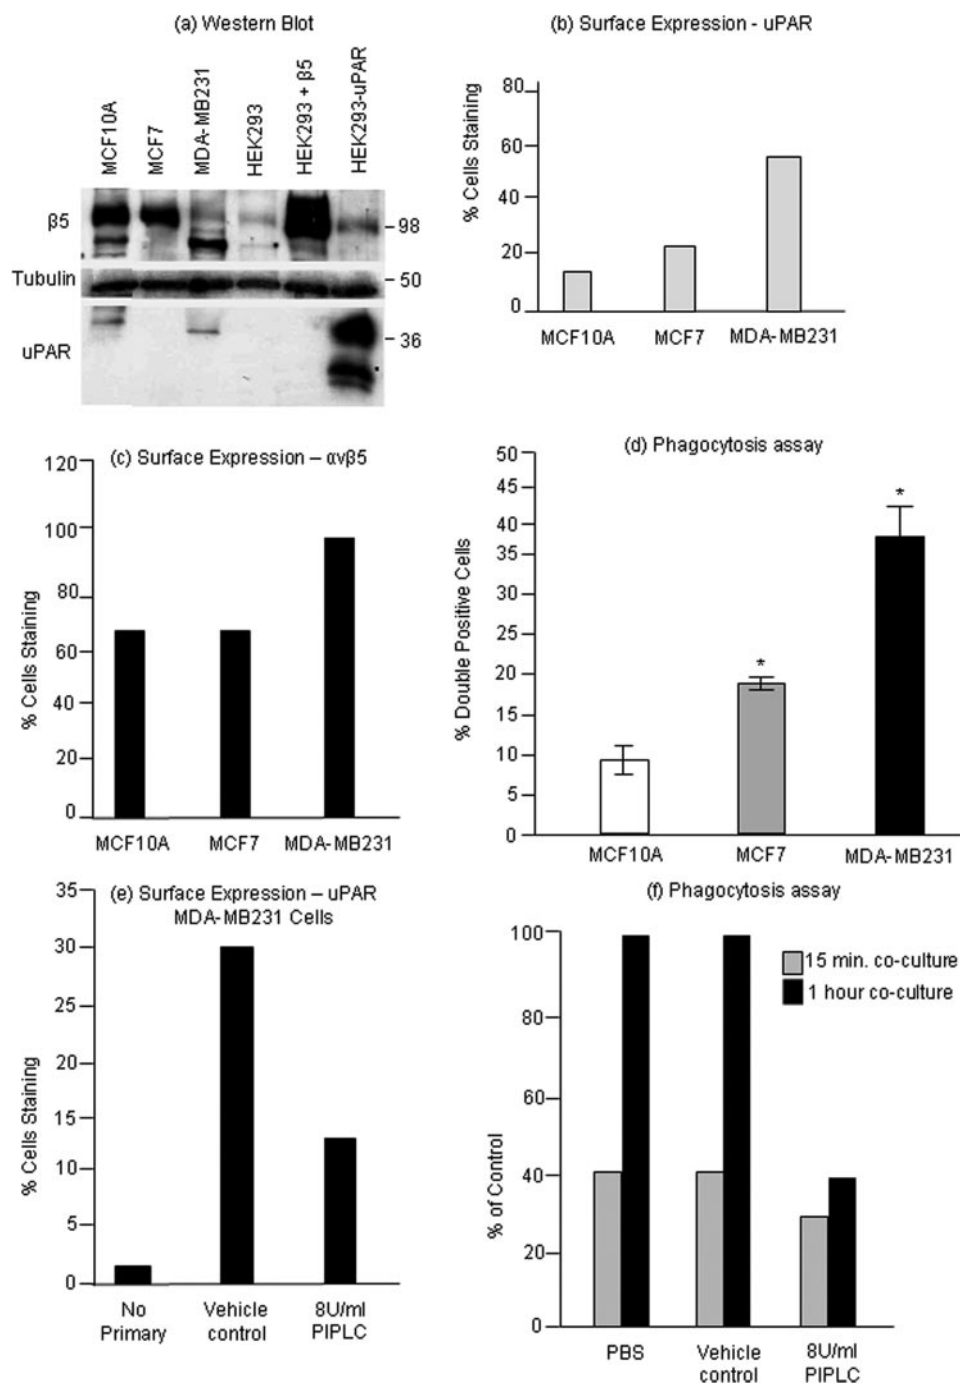 (a) Western Blot
MCF10A
MCF7
MDA-MB231
HEK293
HEK293 + β5
HEK293-uPAR
β5
98
Tubulin
50
uPAR
36
(b) Surface Expression - uPAR
% Cells Staining
80
60
40
20
0
MCF10A
MCF7
MDA-MB231
(c) Surface Expression – αvβ5
% Cells Staining
120
100
80
60
40
20
0
MCF10A
MCF7
MDA-MB231
(d) Phagocytosis assay
% Double Positive Cells
50
45
40
35
30
25
20
15
10
5
0
*
*
MCF10A
MCF7
MDA-MB231
(e) Surface Expression – uPAR
MDA-MB231 Cells
% Cells Staining
35
30
25
20
15
10
5
0
No
Primary
Vehicle
control
8U/ml
PIPLC
(f) Phagocytosis assay
% of Control
100
80
60
40
20
0
15 min. co-culture
1 hour co-culture
PBS
Vehicle
control
8U/ml
PIPLC